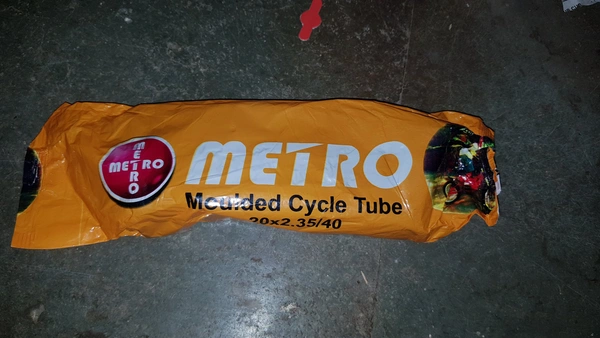 METRO
METRO
METRO
Moulded Cycle Tube
20x2.35/40